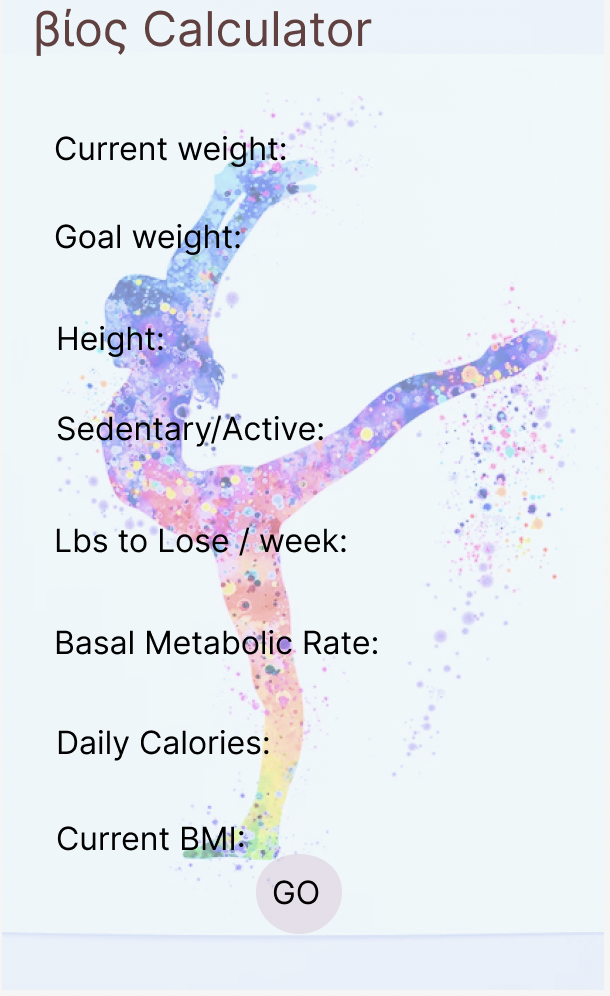 βίος Calculator
Current weight:
Goal weight:
Height:
Sedentary/Active:
Lbs to Lose / week:
Basal Metabolic Rate:
Daily Calories:
Current BMI:
GO